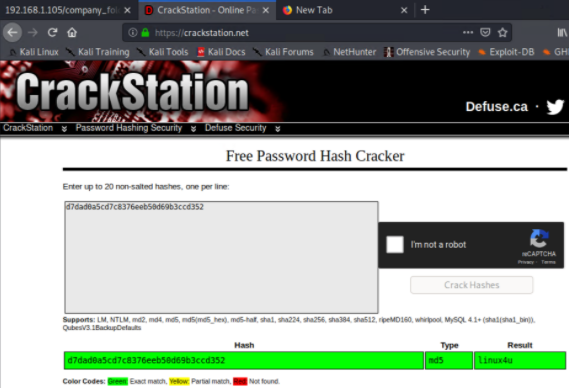 192.168.1.105/company_fol
CrackStation - Online Pa
New Tab
https://crackstation.net
Kali Linux Kali Training Kali Tools Kali Docs Kali Forums NetHunter Offensive Security Exploit-DB GH
CrackStation
Defuse.ca ·
CrackStation Password Hashing Security Defuse Security
Free Password Hash Cracker
Enter up to 20 non-salted hashes, one per line:
d7dad0a5cd7c8376eeb50d69b3ccd352
I'm not a robot
reCAPTCHA
Privacy - Terms
Crack Hashes
Supports: LM, NTLM, md2, md4, md5, md5(md5_hex), md5-half, sha1, sha224, sha256, sha384, sha512, ripeMD160, whirlpool, MySQL 4.1+ (sha1(sha1_bin)),
QubesV3.1BackupDefaults
Hash Type Result
d7dad0a5cd7c8376eeb50d69b3ccd352 md5 linux4u
Color Codes: Green: Exact match, Yellow: Partial match, Red: Not found.